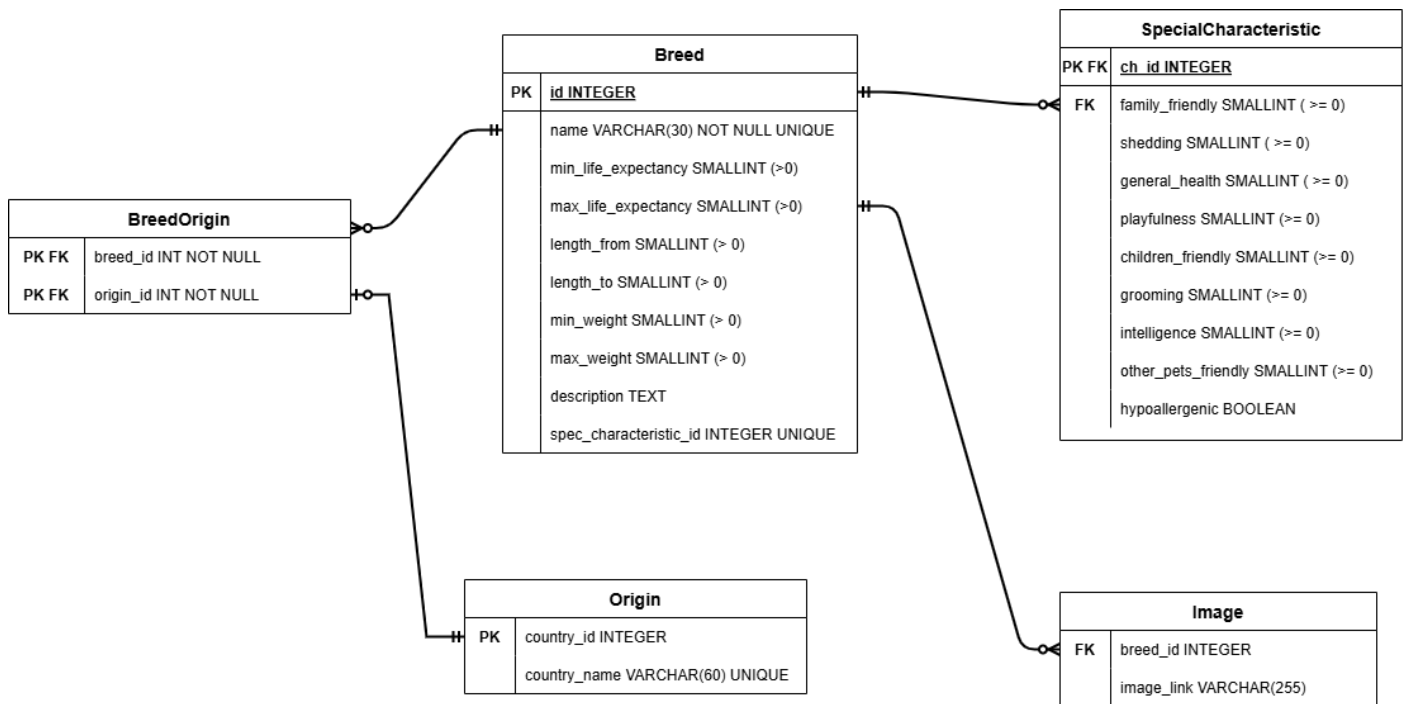 Breed
PK id INTEGER
name VARCHAR(30) NOT NULL UNIQUE
min_life_expectancy SMALLINT (>0)
max_life_expectancy SMALLINT (>0)
length_from SMALLINT (> 0)
length_to SMALLINT (> 0)
min_weight SMALLINT (> 0)
max_weight SMALLINT (> 0)
description TEXT
spec_characteristic_id INTEGER UNIQUE
SpecialCharacteristic
PK FK ch_id INTEGER
FK family_friendly SMALLINT ( >= 0)
shedding SMALLINT ( >= 0)
general_health SMALLINT ( >= 0)
playfulness SMALLINT (>= 0)
children_friendly SMALLINT (>= 0)
grooming SMALLINT (>= 0)
intelligence SMALLINT (>= 0)
other_pets_friendly SMALLINT (>= 0)
hypoallergenic BOOLEAN
BreedOrigin
PK FK breed_id INT NOT NULL
PK FK origin_id INT NOT NULL
Origin
PK country_id INTEGER
country_name VARCHAR(60) UNIQUE
Image
FK breed_id INTEGER
image_link VARCHAR(255)